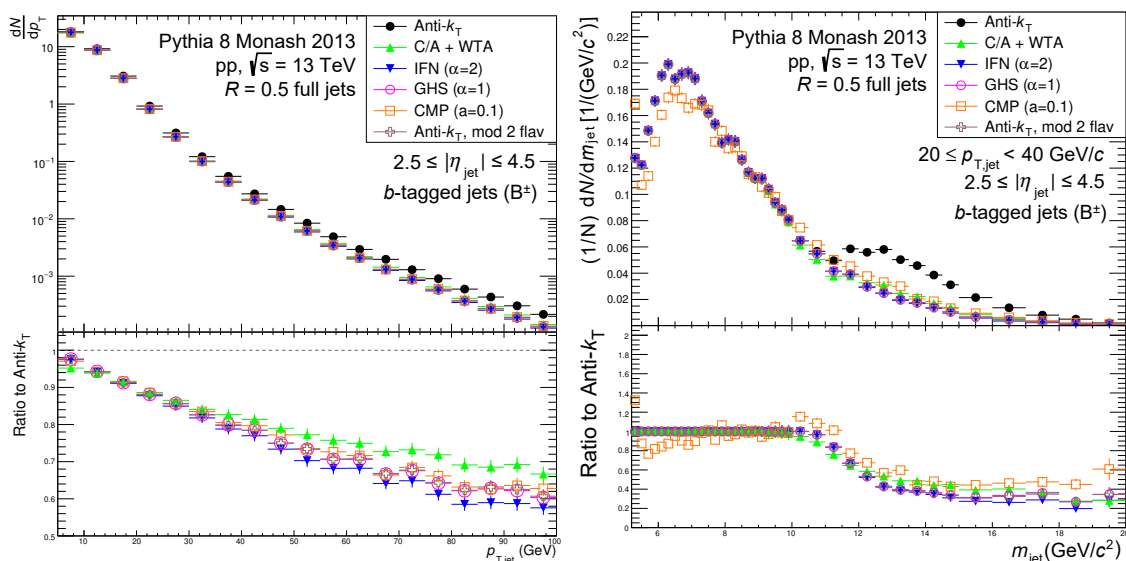 dN
dp_T
10
1
10^-1
10^-2
10^-3
Pythia 8 Monash 2013
pp, √s = 13 TeV
R = 0.5 full jets
Anti-k_T
C/A + WTA
IFN (α=2)
GHS (α=1)
CMP (a=0.1)
Anti-k_T, mod 2 flav
2.5 ≤ |η_jet| ≤ 4.5
b-tagged jets (B^±)
Ratio to Anti-k_T
1
0.9
0.8
0.7
0.6
0.5
10 20 30 40 50 60 70 80 90 100
p_T,jet (GeV)
(1/N) dN/dm_jet [1/(GeV/c^2)]
0.22
0.2
0.18
0.16
0.14
0.12
0.1
0.08
0.06
0.04
0.02
Pythia 8 Monash 2013
pp, √s = 13 TeV
R = 0.5 full jets
Anti-k_T
C/A + WTA
IFN (α=2)
GHS (α=1)
CMP (a=0.1)
Anti-k_T, mod 2 flav
20 ≤ p_T,jet < 40 GeV/c
2.5 ≤ |η_jet| ≤ 4.5
b-tagged jets (B^±)
Ratio to Anti-k_T
2
1.8
1.6
1.4
1.2
1
0.8
0.6
0.4
0.2
0
6 8 10 12 14 16 18 20
m_jet (GeV/c^2)